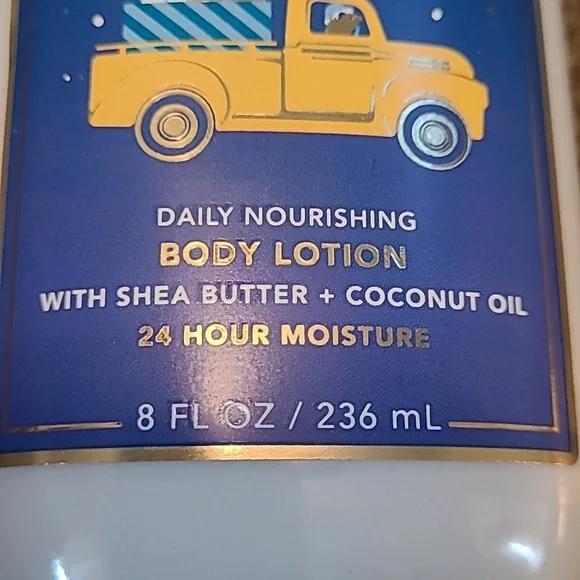 DAILY NOURISHING
BODY LOTION
WITH SHEA BUTTER + COCONUT OIL
24 HOUR MOISTURE
8 FL OZ / 236 mL